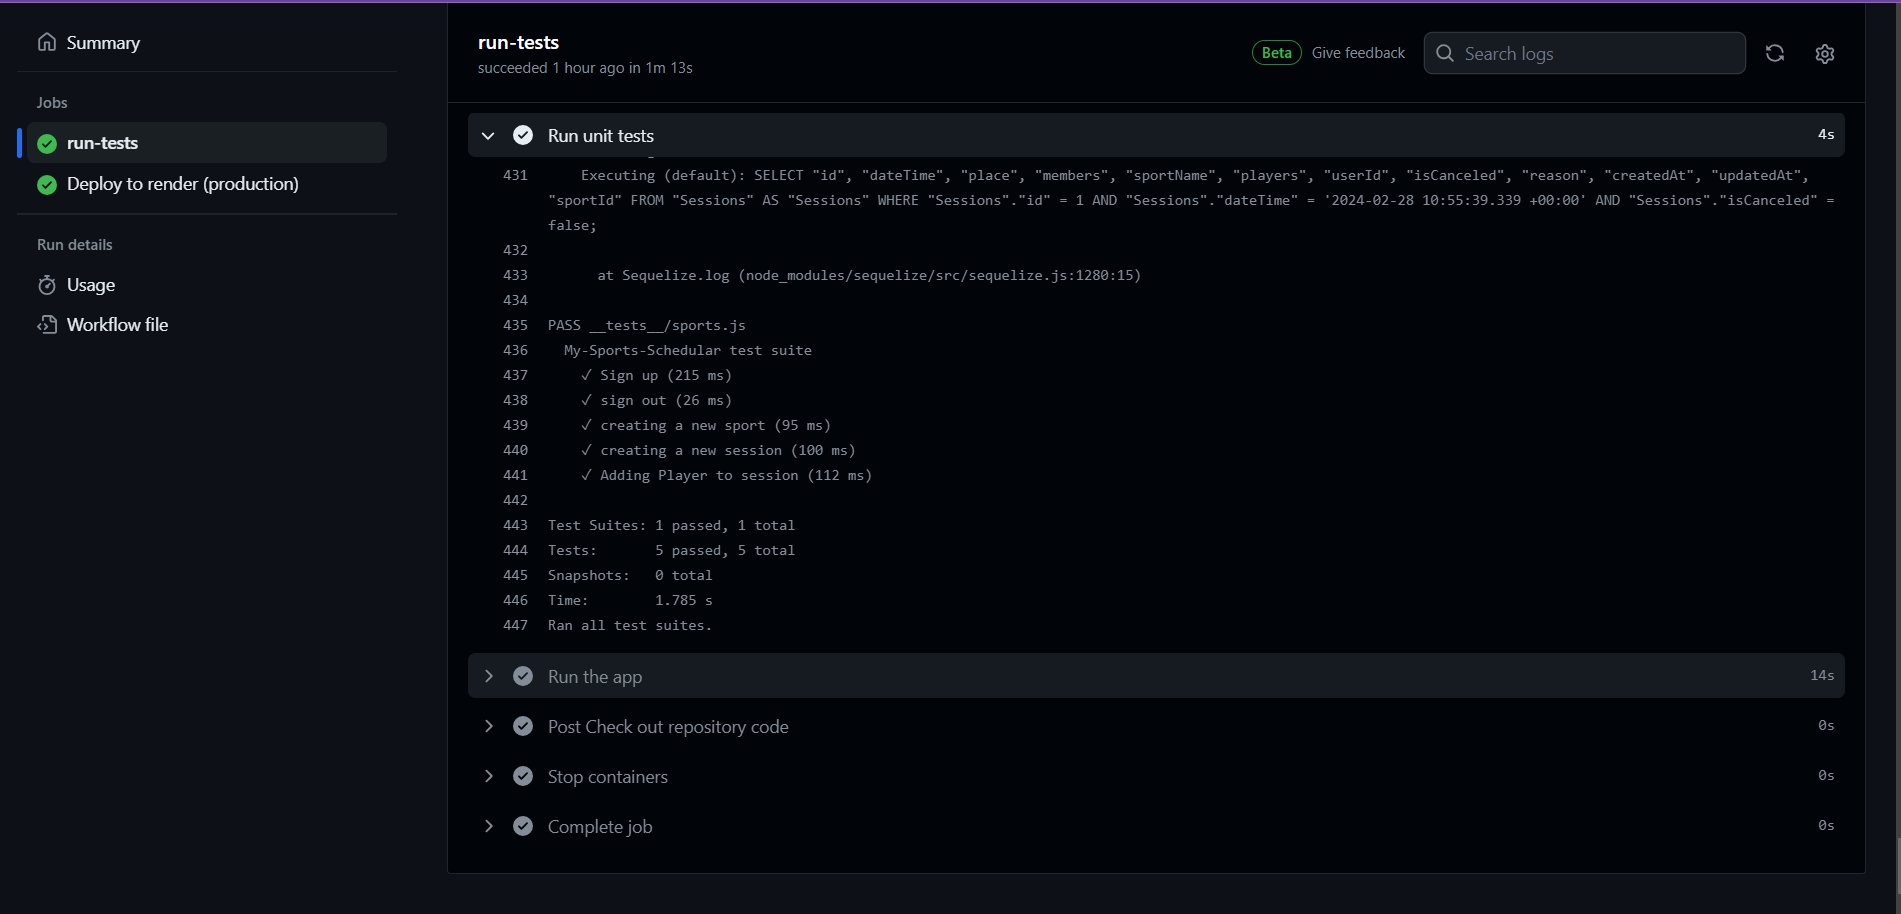 Summary
Jobs
run-tests
Deploy to render (production)
Run details
Usage
Workflow file
run-tests
succeeded 1 hour ago in 1m 13s
Beta Give feedback Search logs
Run unit tests 4s
431 Executing (default): SELECT "id", "dateTime", "place", "members", "sportName", "players", "userId", "isCanceled", "reason", "createdAt", "updatedAt",
"sportId" FROM "Sessions" AS "Sessions" WHERE "Sessions"."id" = 1 AND "Sessions"."dateTime" = '2024-02-28 10:55:39.339 +00:00' AND "Sessions"."isCanceled" =
false;
432
433 at Sequelize.log (node_modules/sequelize/src/sequelize.js:1280:15)
434
435 PASS __tests__/sports.js
436 My-Sports-Schedular test suite
437 ✓ Sign up (215 ms)
438 ✓ sign out (26 ms)
439 ✓ creating a new sport (95 ms)
440 ✓ creating a new session (100 ms)
441 ✓ Adding Player to session (112 ms)
442
443 Test Suites: 1 passed, 1 total
444 Tests: 5 passed, 5 total
445 Snapshots: 0 total
446 Time: 1.785 s
447 Ran all test suites.
Run the app 14s
Post Check out repository code 0s
Stop containers 0s
Complete job 0s